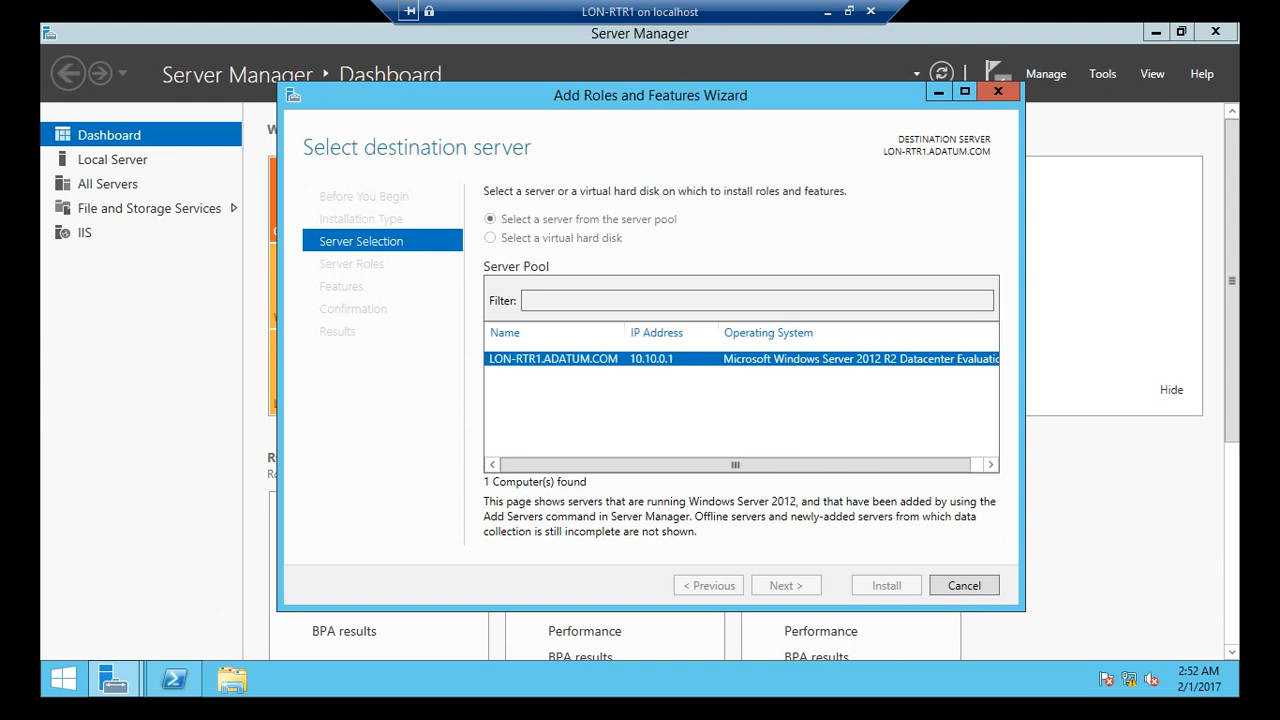 LON-RTR1 on localhost
Server Manager
Server Manager
Dashboard
Manage
Tools
View
Help
Dashboard
Local Server
All Servers
File and Storage Services
IIS
Add Roles and Features Wizard
Select destination server
DESTINATION SERVER
LON-RTR1.ADATUM.COM
Before You Begin
Installation Type
Server Selection
Server Roles
Features
Confirmation
Results
Select a server or a virtual hard disk on which to install roles and features.
Select a server from the server pool
Select a virtual hard disk
Server Pool
Filter:
Name IP Address Operating System
LON-RTR1.ADATUM.COM 10.10.0.1 Microsoft Windows Server 2012 R2 Datacenter Evaluatio
1 Computer(s) found
This page shows servers that are running Windows Server 2012, and that have been added by using the
Add Servers command in Server Manager. Offline servers and newly-added servers from which data
collection is still incomplete are not shown.
< Previous
Next >
Install
Cancel
Hide
BPA results
Performance
BPA results
Performance
BPA results
2:52 AM
2/1/2017